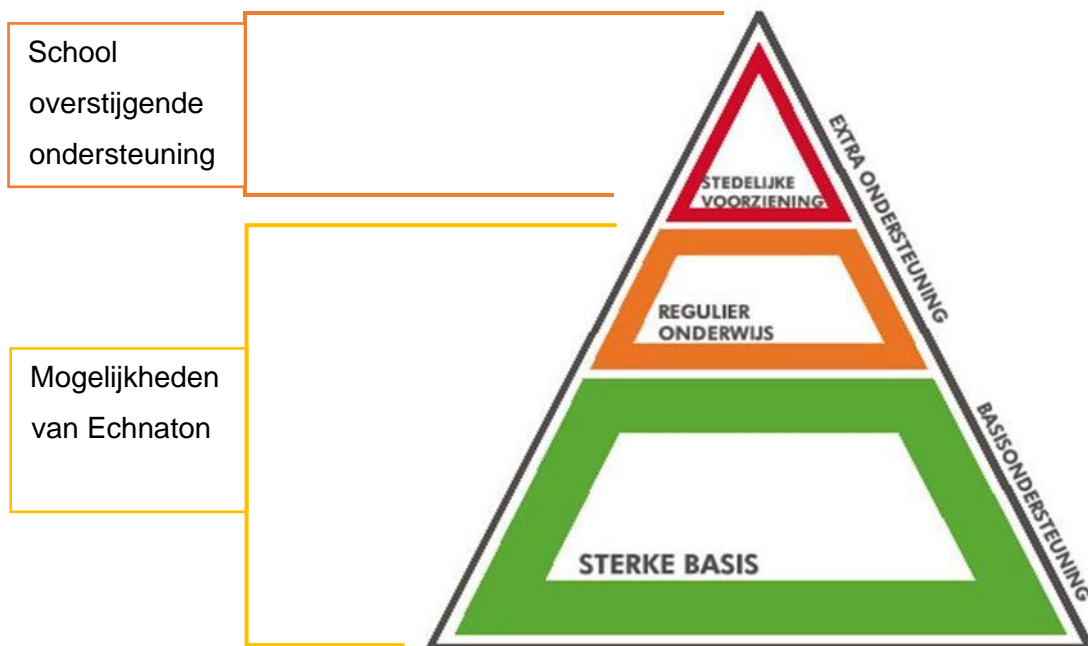 School
overstijgende
ondersteuning
STEDELIJKE
VOORZIENING
EXTRA ONDERSTEUNING
REGULIER
ONDERWIJS
Mogelijkheden
van Echnaton
BASISONDERSTEUNING
STERKE BASIS